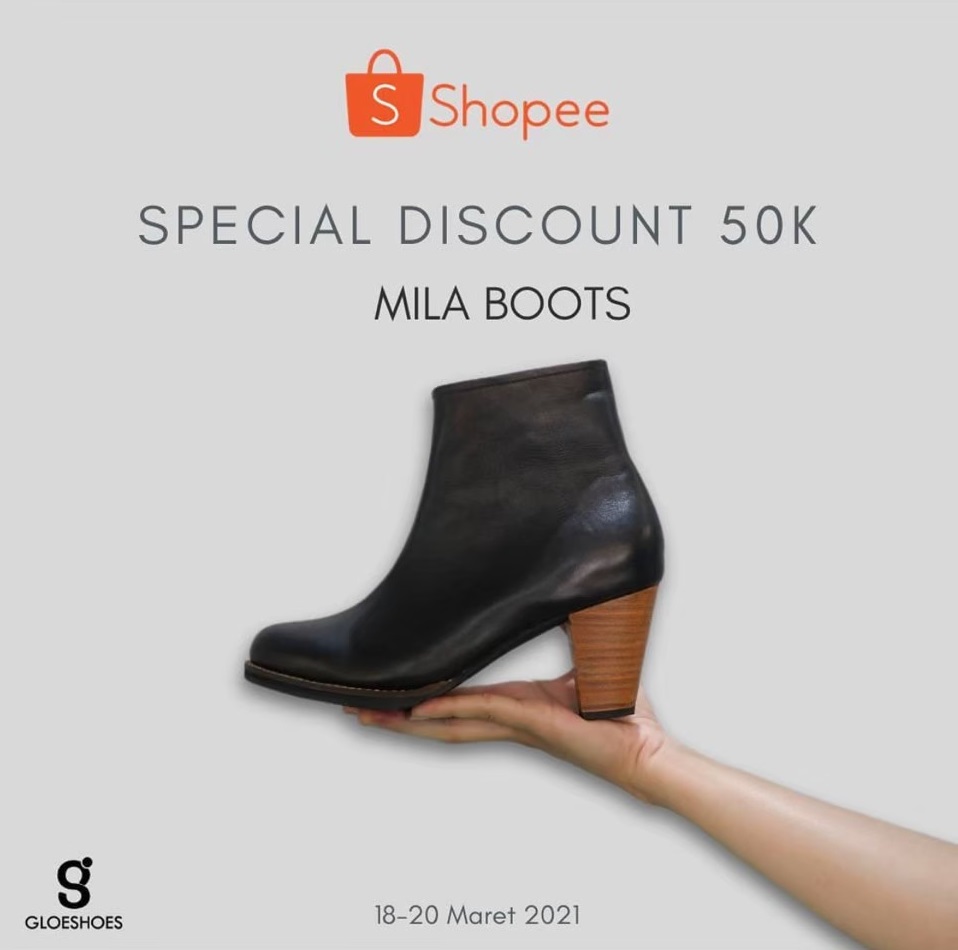 S Shopee
SPECIAL DISCOUNT 50K
MILA BOOTS
g
GLOESHOES
18-20 Maret 2021